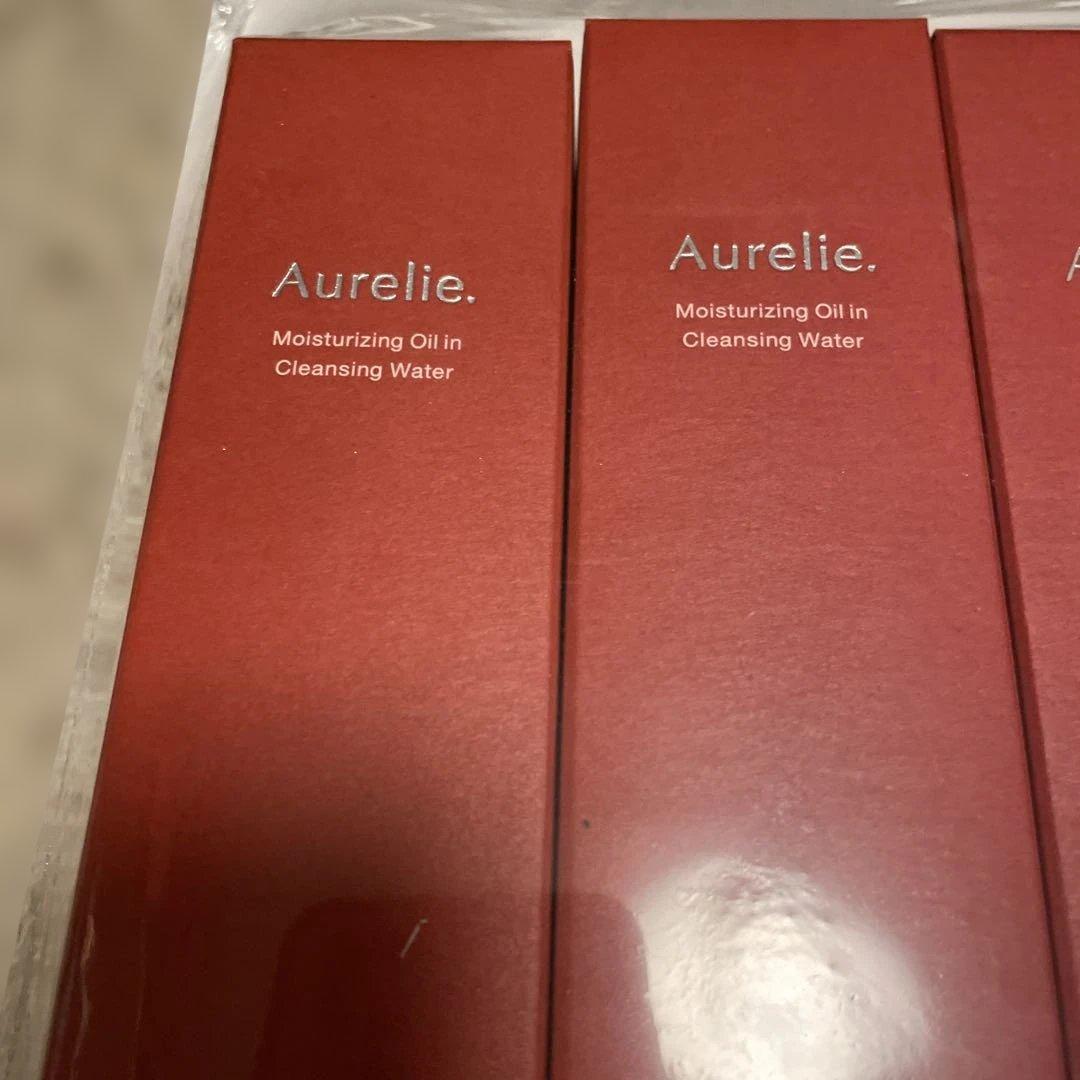 Aurelie.
Moisturizing Oil in
Cleansing Water
Aurelie.
Moisturizing Oil in
Cleansing Water